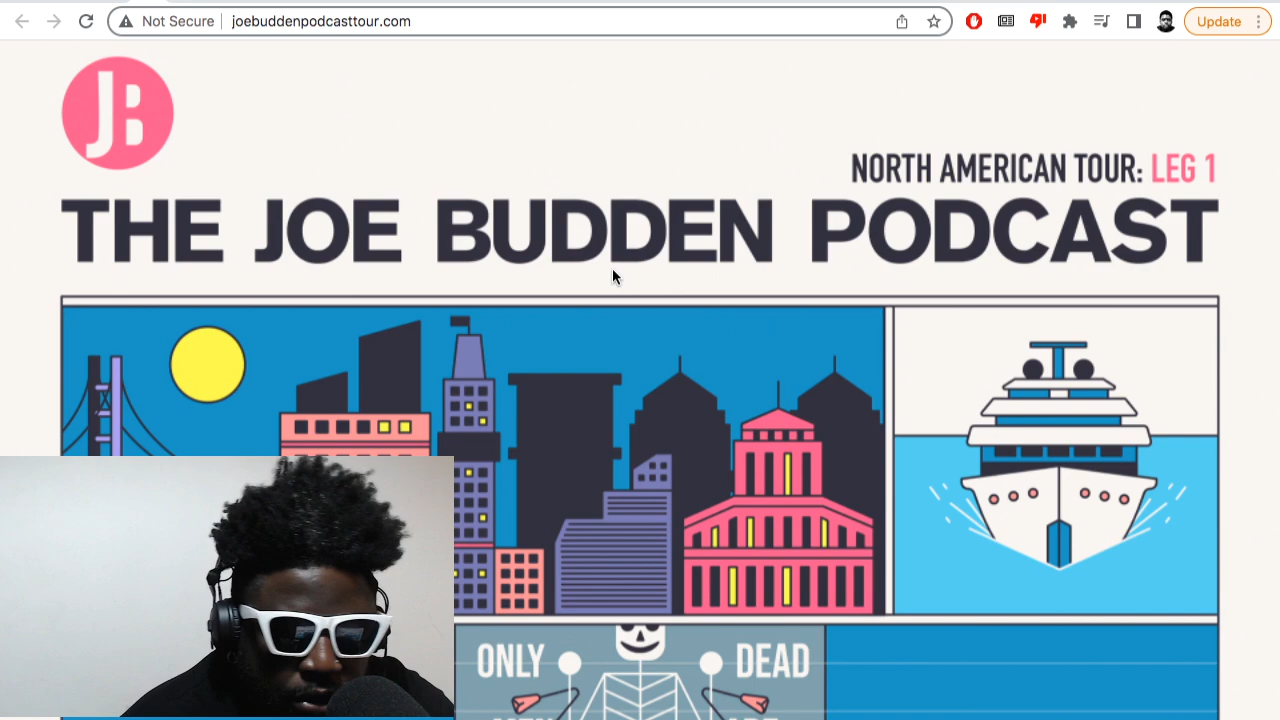 Not Secure joebuddenpodcasttour.com Update
JB
NORTH AMERICAN TOUR: LEG 1
THE JOE BUDDEN PODCAST
ONLY DEAD